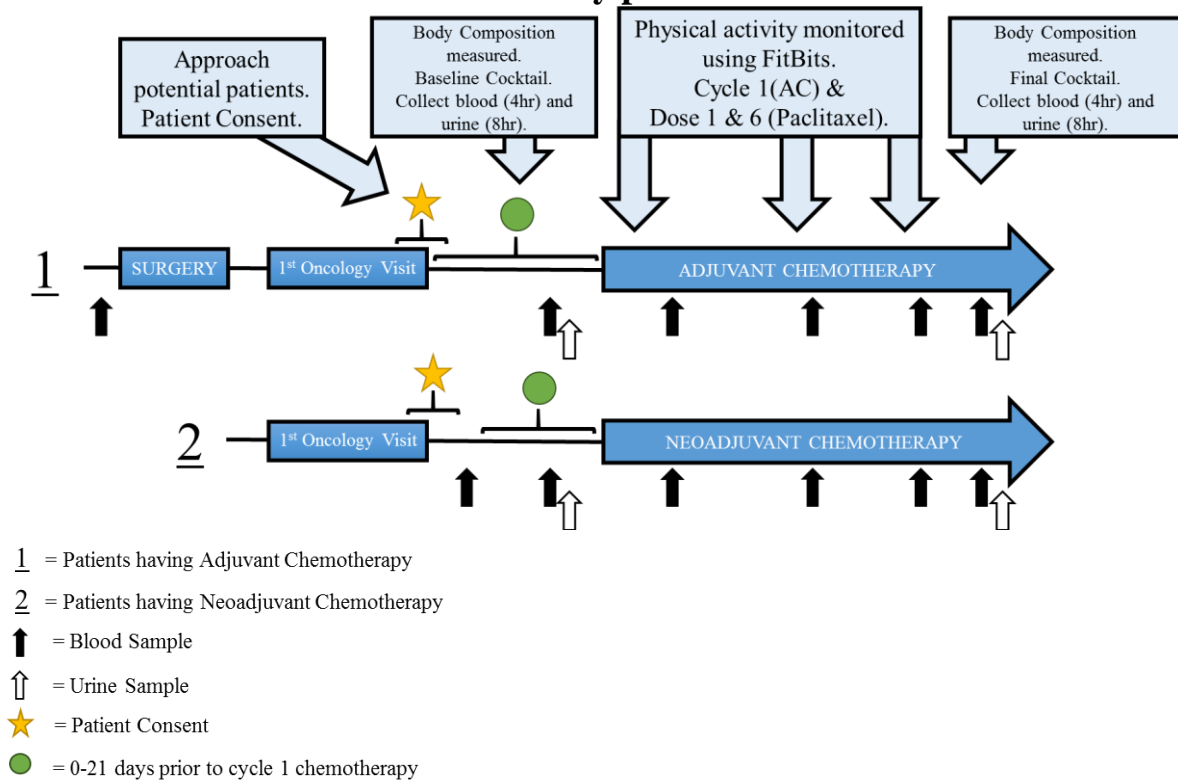 Approach
potential patients.
Patient Consent.
Body Composition
measured.
Baseline Cocktail.
Collect blood (4hr) and
urine (8hr).
Physical activity monitored
using FitBits.
Cycle 1(AC) &
Dose 1 & 6 (Paclitaxel).
Body Composition
measured.
Final Cocktail.
Collect blood (4hr) and
urine (8hr).
1
SURGERY
1st Oncology Visit
ADJUVANT CHEMOTHERAPY
2
1st Oncology Visit
NEOADJUVANT CHEMOTHERAPY
1 = Patients having Adjuvant Chemotherapy
2 = Patients having Neoadjuvant Chemotherapy
= Blood Sample
= Urine Sample
= Patient Consent
= 0-21 days prior to cycle 1 chemotherapy